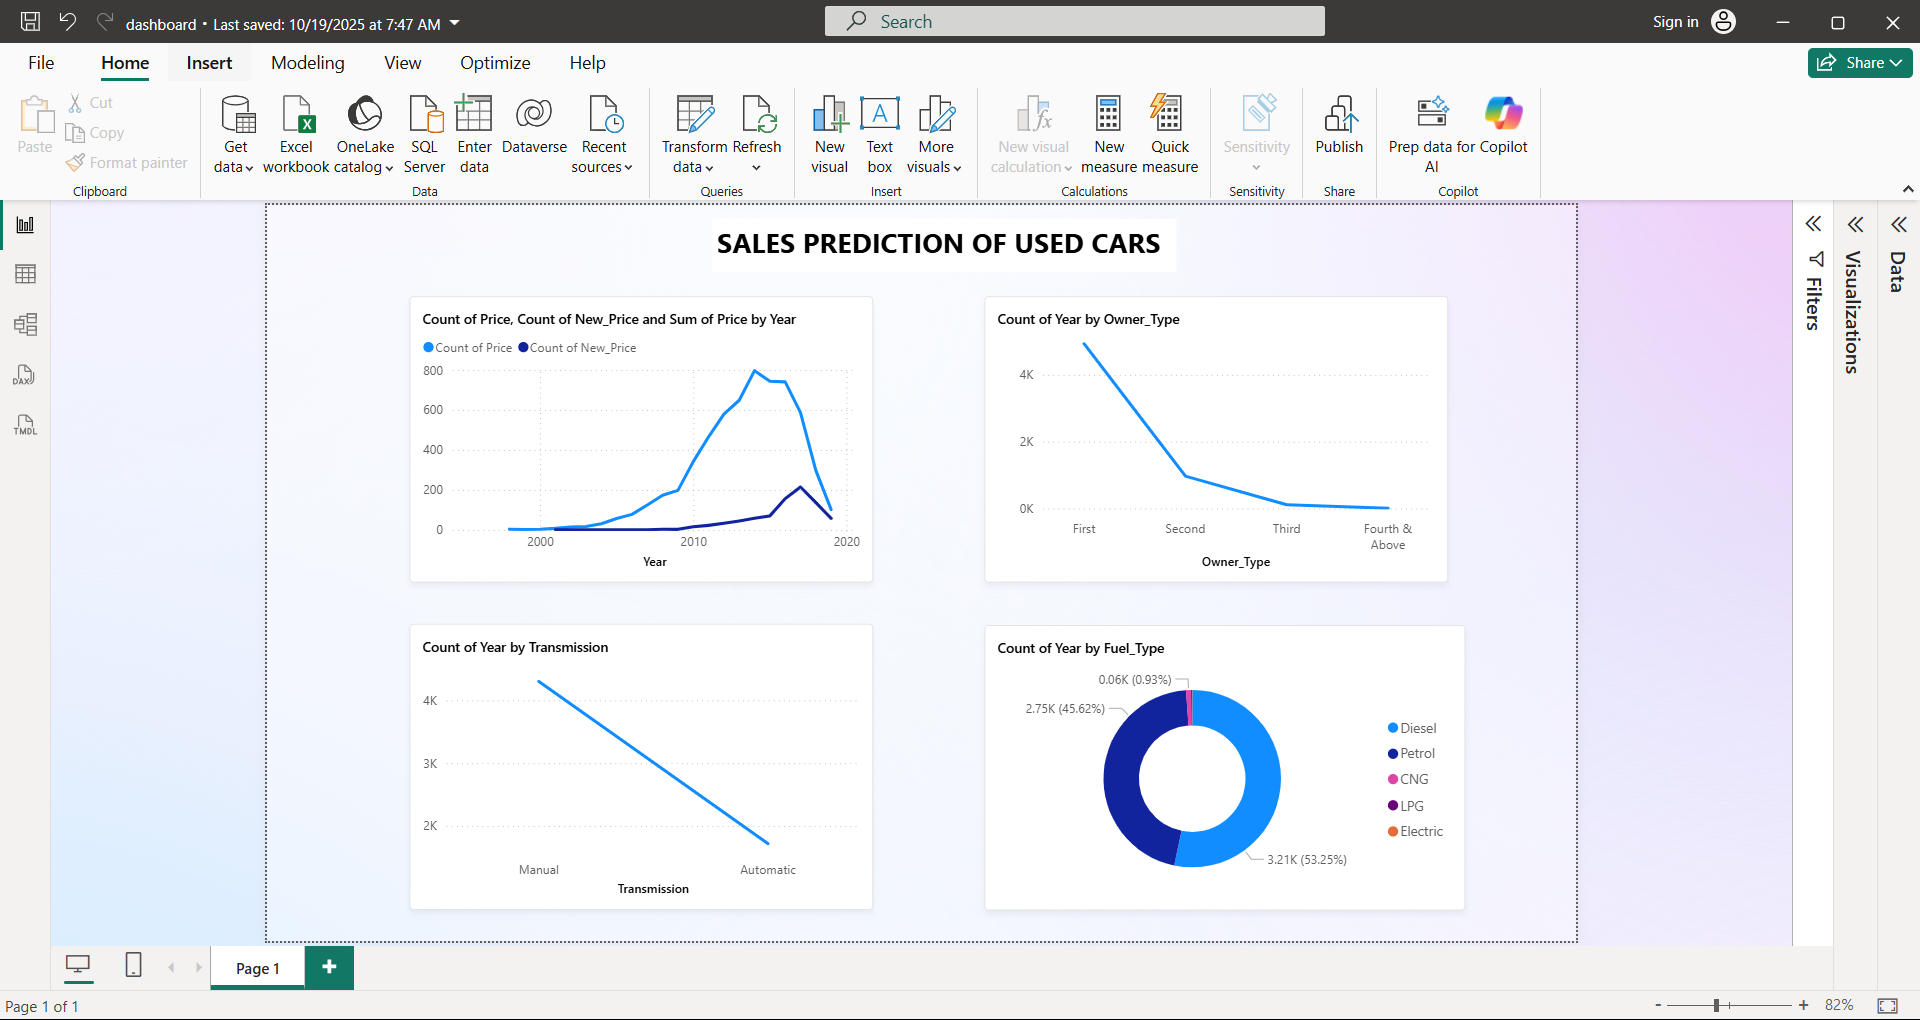 dashboard • Last saved: 10/19/2025 at 7:47 AM
Search
Sign in
File Home Insert Modeling View Optimize Help
Share
Paste
Cut
Copy
Format painter
Clipboard
Get data
Excel workbook
OneLake catalog
SQL Server
Enter data
Dataverse
Recent sources
Data
Transform data
Refresh
Queries
New visual
Text box
More visuals
Insert
New visual calculation
New measure
Quick measure
Calculations
Sensitivity
Sensitivity
Publish
Share
Prep data for AI
Copilot
Copilot
DAX
TMDL
SALES PREDICTION OF USED CARS
Count of Price, Count of New_Price and Sum of Price by Year
Count of Price Count of New_Price
800
600
400
200
0
2000 2010 2020
Year
Count of Year by Owner_Type
4K
2K
0K
First Second Third Fourth & Above
Owner_Type
Count of Year by Transmission
4K
3K
2K
Manual Automatic
Transmission
Count of Year by Fuel_Type
0.06K (0.93%)
2.75K (45.62%)
3.21K (53.25%)
Diesel
Petrol
CNG
LPG
Electric
Filters
Visualizations
Data
Page 1
Page 1 of 1
- + 82%